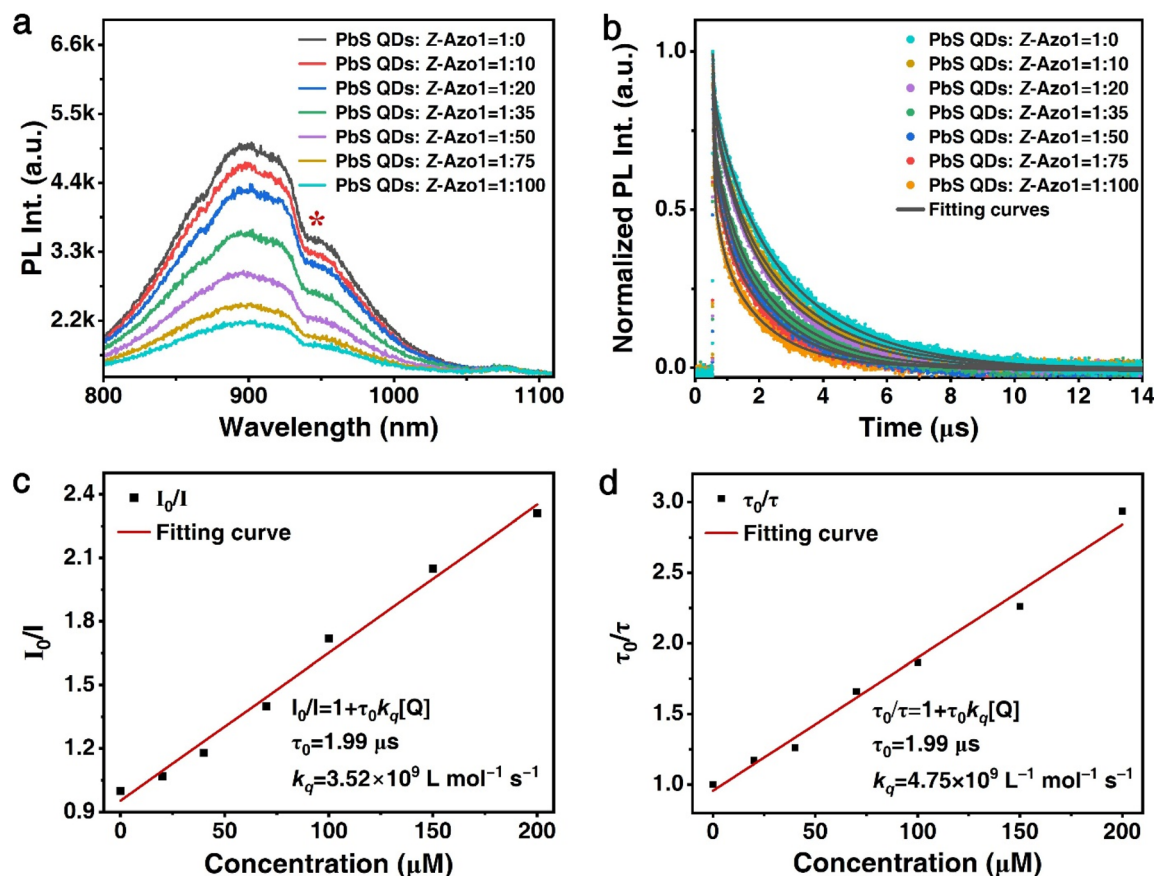 a
6.6k
5.5k
4.4k
3.3k
2.2k
PL Int. (a.u.)
PbS QDs: Z-Azo1=1:0
PbS QDs: Z-Azo1=1:10
PbS QDs: Z-Azo1=1:20
PbS QDs: Z-Azo1=1:35
PbS QDs: Z-Azo1=1:50
PbS QDs: Z-Azo1=1:75
PbS QDs: Z-Azo1=1:100
*
800 900 1000 1100
Wavelength (nm)
b
1.0
0.5
0.0
Normalized PL Int. (a.u.)
PbS QDs: Z-Azo1=1:0
PbS QDs: Z-Azo1=1:10
PbS QDs: Z-Azo1=1:20
PbS QDs: Z-Azo1=1:35
PbS QDs: Z-Azo1=1:50
PbS QDs: Z-Azo1=1:75
PbS QDs: Z-Azo1=1:100
Fitting curves
0 2 4 6 8 10 12 14
Time (μs)
c
2.4
2.1
1.8
1.5
1.2
0.9
I₀/I
I₀/I
Fitting curve
I₀/I=1+τ₀k_q[Q]
τ₀=1.99 μs
k_q=3.52×10⁹ L mol⁻¹ s⁻¹
0 50 100 150 200
Concentration (μM)
d
3.0
2.5
2.0
1.5
1.0
τ₀/τ
τ₀/τ
Fitting curve
τ₀/τ=1+τ₀k_q[Q]
τ₀=1.99 μs
k_q=4.75×10⁹ L⁻¹ mol⁻¹ s⁻¹
0 50 100 150 200
Concentration (μM)